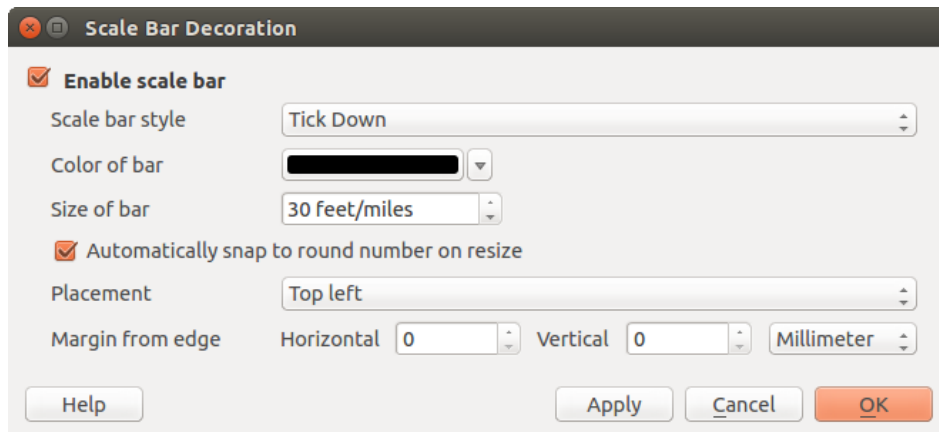 Scale Bar Decoration
Enable scale bar
Scale bar style Tick Down
Color of bar
Size of bar 30 feet/miles
Automatically snap to round number on resize
Placement Top left
Margin from edge Horizontal 0 Vertical 0 Millimeter
Help Apply Cancel OK